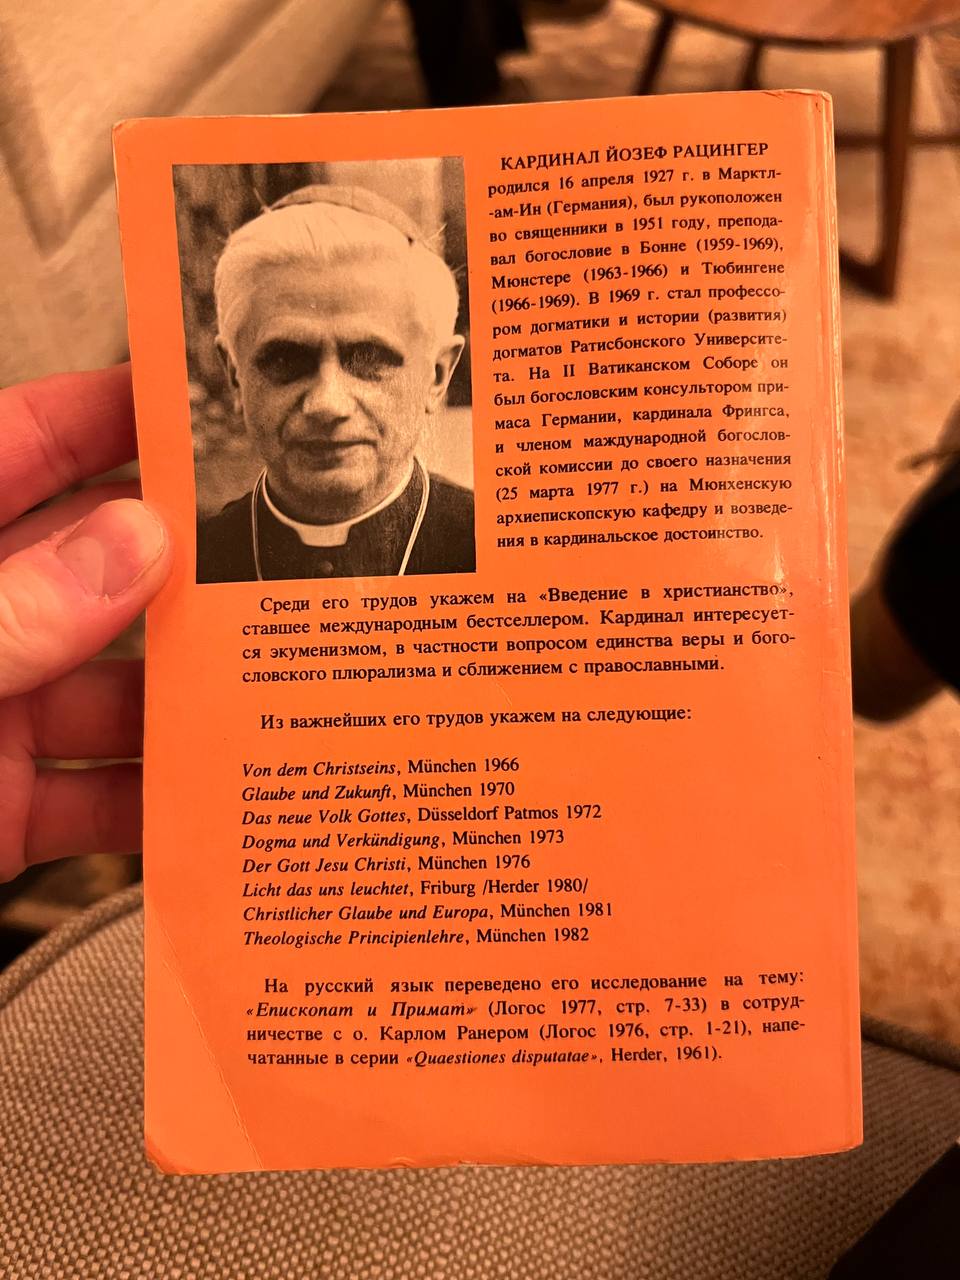 КАРДИНАЛ ЙОЗЕФ РАЦИНГЕР
родился 16 апреля 1927 г. в Марктл-
-ам-Ин (Германия), был рукоположен
во священники в 1951 году, препода-
вал богословие в Бонне (1959-1969),
Мюнстере (1963-1966) и Тюбингене
(1966-1969). В 1969 г. стал профессо-
ром догматики и истории (развития)
догматов Ратисбонского Университе-
та. На II Ватиканском Соборе он
был богословским консультором при-
маса Германии, кардинала Фрингса,
и членом маждународной богослов-
ской комиссии до своего назначения
(25 марта 1977 г.) на Мюнхенскую
архиепископскую кафедру и возведе-
ния в кардинальское достоинство.
Среди его трудов укажем на «Введение в христианство»,
ставшее международным бестселлером. Кардинал интересует-
ся экуменизмом, в частности вопросом единства веры и бого-
словского плюрализма и сближением с православными.
Из важнейших его трудов укажем на следующие:
Von dem Christseins, München 1966
Glaube und Zukunft, München 1970
Das neue Volk Gottes, Düsseldorf Patmos 1972
Dogma und Verkündigung, München 1973
Der Gott Jesu Christi, München 1976
Licht das uns leuchtet, Friburg /Herder 1980/
Christlicher Glaube und Europa, München 1981
Theologische Principienlehre, München 1982
На русский язык переведено его исследование на тему:
«Епископат и Примат» (Логос 1977, стр. 7-33) в сотруд-
ничестве с о. Карлом Ранером (Логос 1976, стр. 1-21), напе-
чатанные в серии «Quaestiones disputatae», Herder, 1961).